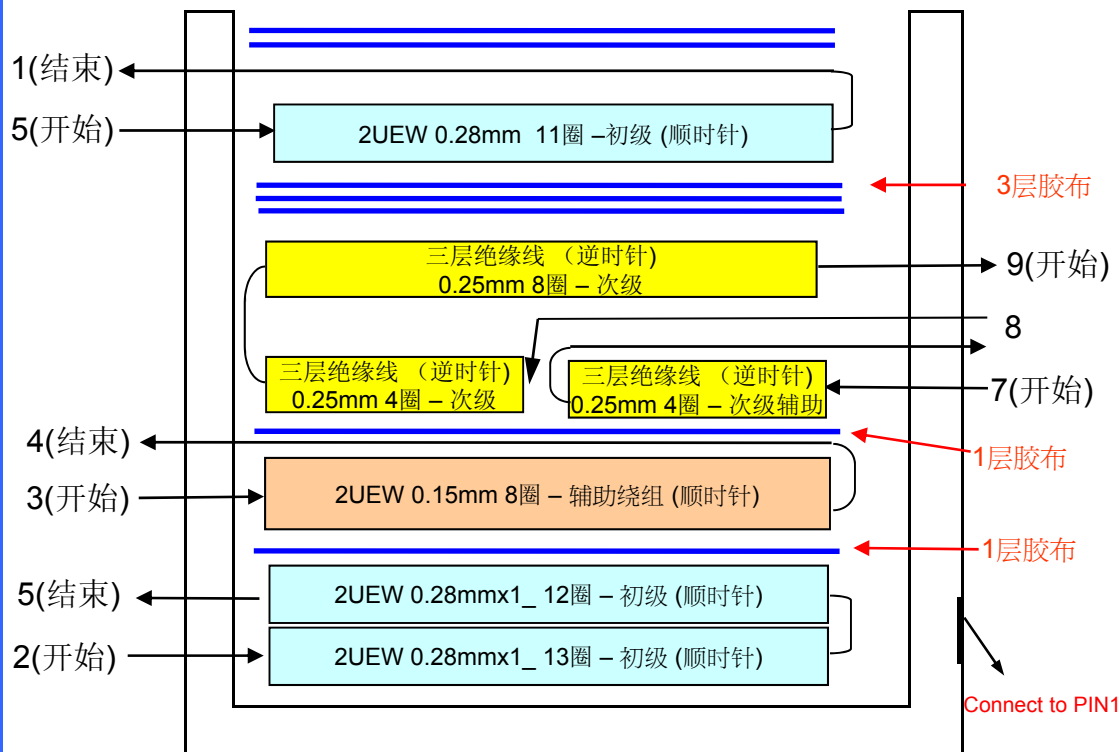 1(结束)
5(开始)
2UEW 0.28mm 11圈 –初级 (顺时针)
3层胶布
三层绝缘线 （逆时针)
0.25mm 8圈 – 次级
9(开始)
8
三层绝缘线 （逆时针)
0.25mm 4圈 – 次级
三层绝缘线 （逆时针)
0.25mm 4圈 – 次级辅助
7(开始)
4(结束)
1层胶布
3(开始)
2UEW 0.15mm 8圈 – 辅助绕组 (顺时针)
1层胶布
5(结束)
2UEW 0.28mmx1_ 12圈 – 初级 (顺时针)
2(开始)
2UEW 0.28mmx1_ 13圈 – 初级 (顺时针)
Connect to PIN1